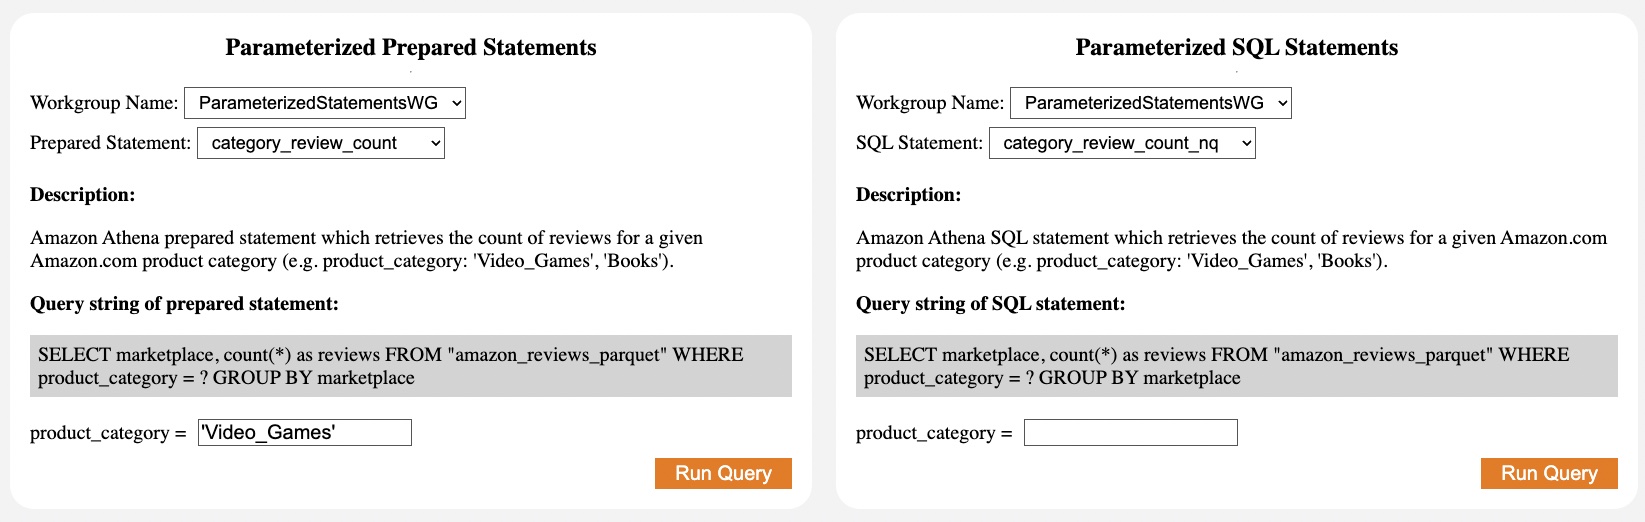 Parameterized Prepared Statements
Workgroup Name: ParameterizedStatementsWG
Prepared Statement: category_review_count
Description:
Amazon Athena prepared statement which retrieves the count of reviews for a given
Amazon.com product category (e.g. product_category: 'Video_Games', 'Books').
Query string of prepared statement:
SELECT marketplace, count(*) as reviews FROM "amazon_reviews_parquet" WHERE
product_category = ? GROUP BY marketplace
product_category = 'Video_Games'
Run Query
Parameterized SQL Statements
Workgroup Name: ParameterizedStatementsWG
SQL Statement: category_review_count_nq
Description:
Amazon Athena SQL statement which retrieves the count of reviews for a given Amazon.com
product category (e.g. product_category: 'Video_Games', 'Books').
Query string of SQL statement:
SELECT marketplace, count(*) as reviews FROM "amazon_reviews_parquet" WHERE
product_category = ? GROUP BY marketplace
product_category =
Run Query